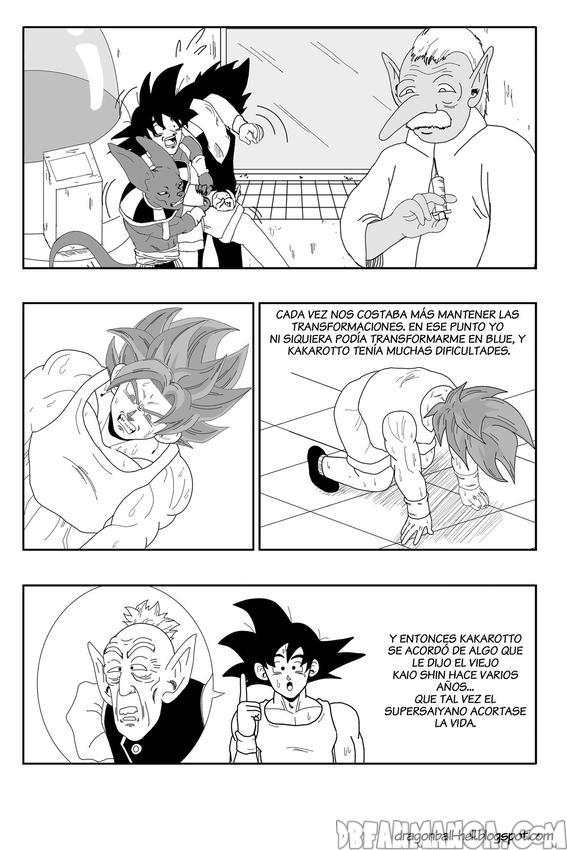 CADA VEZ NOS COSTABA MÁS MANTENER LAS
TRANSFORMACIONES. EN ESE PUNTO YO
NI SIQUIERA PODÍA TRANSFORMARME EN BLUE, Y
KAKAROTTO TENÍA MUCHAS DIFICULTADES.
Y ENTONCES KAKAROTTO
SE ACORDÓ DE ALGO QUE
LE DIJO EL VIEJO
KAIO SHIN HACE VARIOS
AÑOS...
QUE TAL VEZ EL
SUPERSAIYANO ACORTASE
LA VIDA.
DBFANMANGA.COM
dragonball-hell.blogspot.com